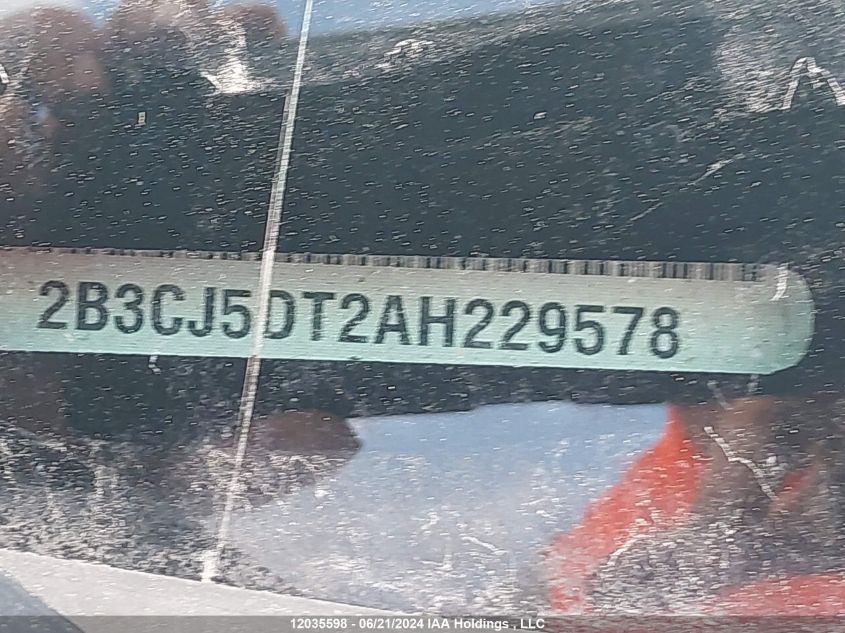 2B3CJ5DT2AH229578
12035598 - 06/21/2024 IAA Holdings , LLC